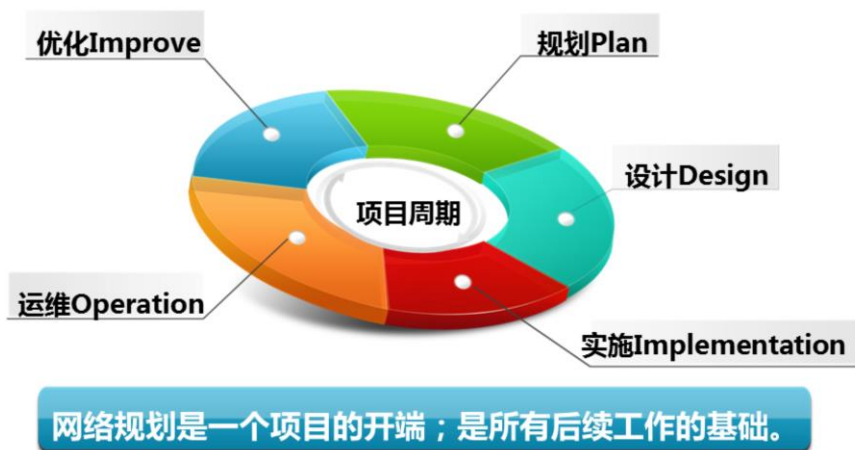 优化Improve
规划Plan
设计Design
项目周期
运维Operation
实施Implementation
网络规划是一个项目的开端；是所有后续工作的基础。